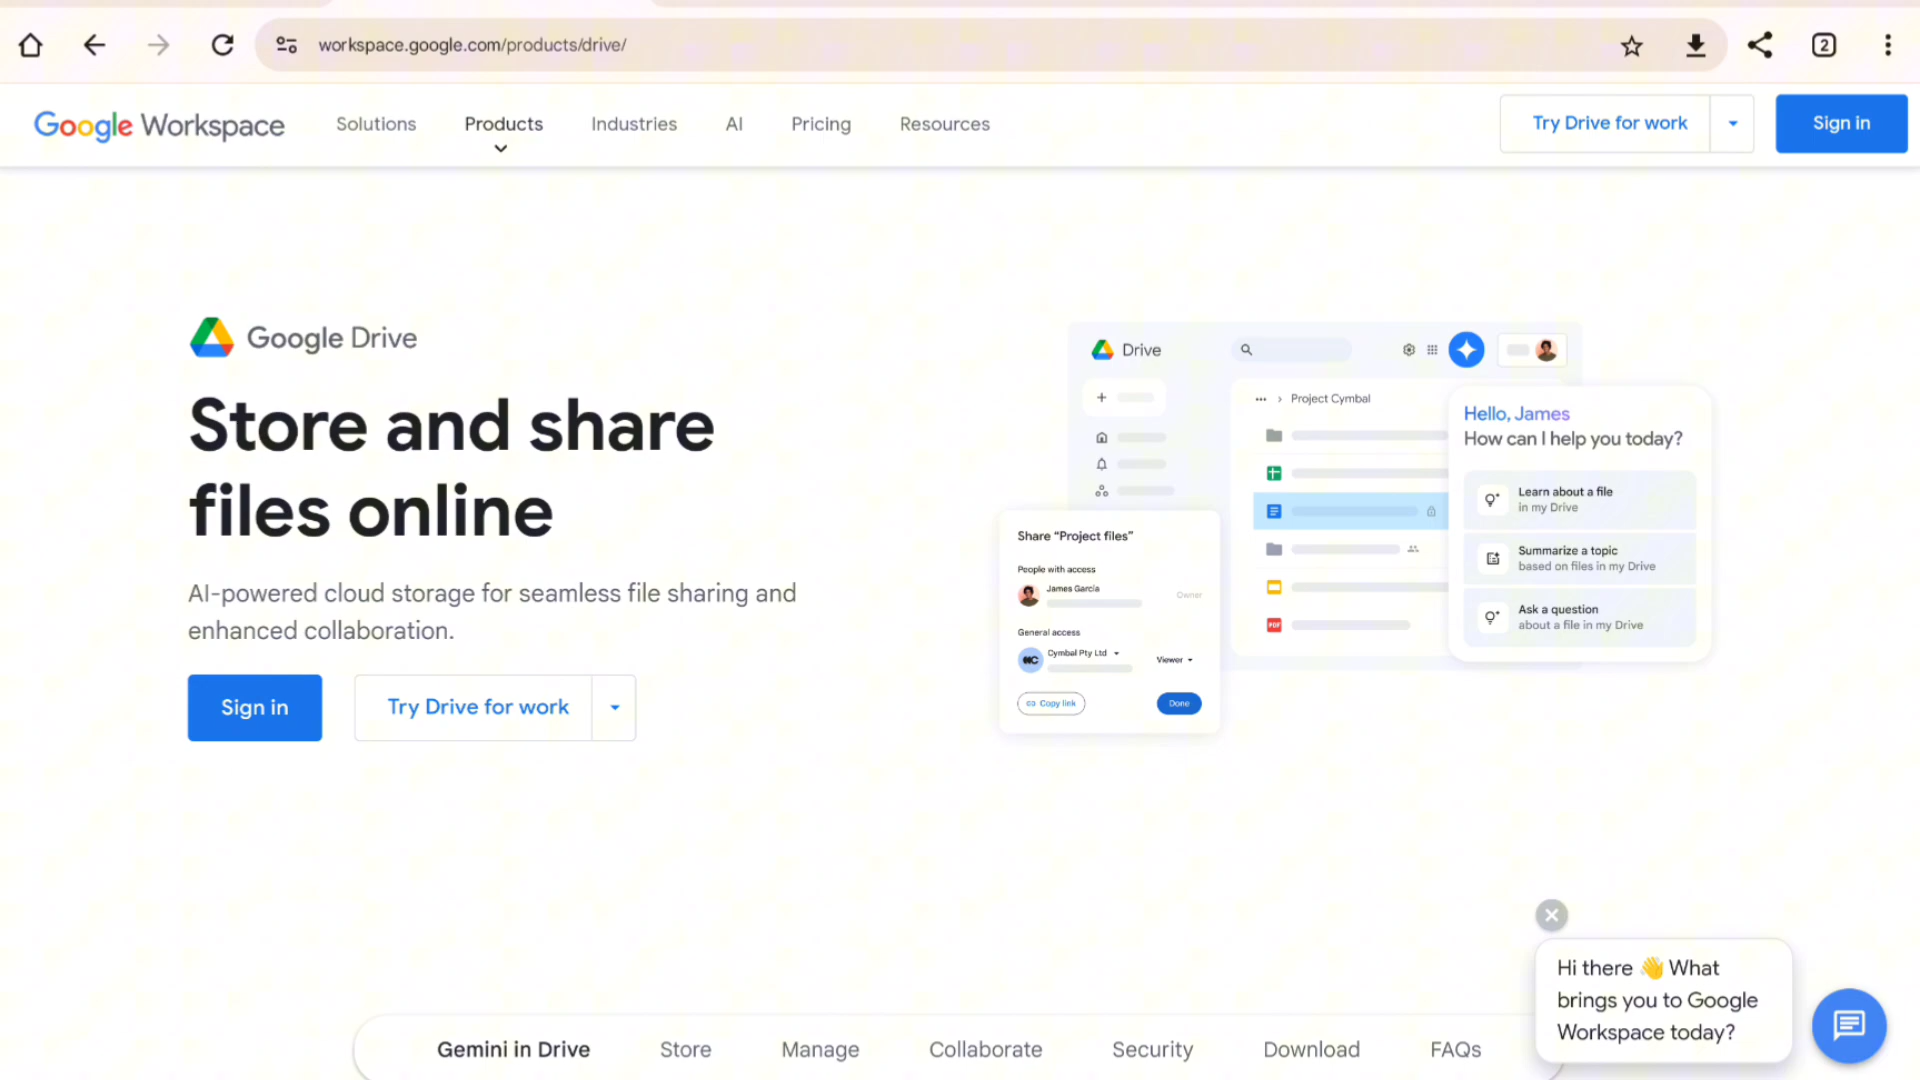 workspace.google.com/products/drive/
2
Google Workspace
Solutions
Products
Industries
AI
Pricing
Resources
Try Drive for work
Sign in
Google Drive
Store and share
files online
AI-powered cloud storage for seamless file sharing and
enhanced collaboration.
Sign in
Try Drive for work
Drive
Project Cymbal
Hello, James
How can I help you today?
Learn about a file
in my Drive
Summarize a topic
based on files in my Drive
Ask a question
about a file in my Drive
PDF
Share “Project files”
People with access
James Garcia
Owner
General access
Cymbal Pty Ltd
Viewer
Copy link
Done
Hi there 👋 What
brings you to Google
Workspace today?
Gemini in Drive
Store
Manage
Collaborate
Security
Download
FAQs